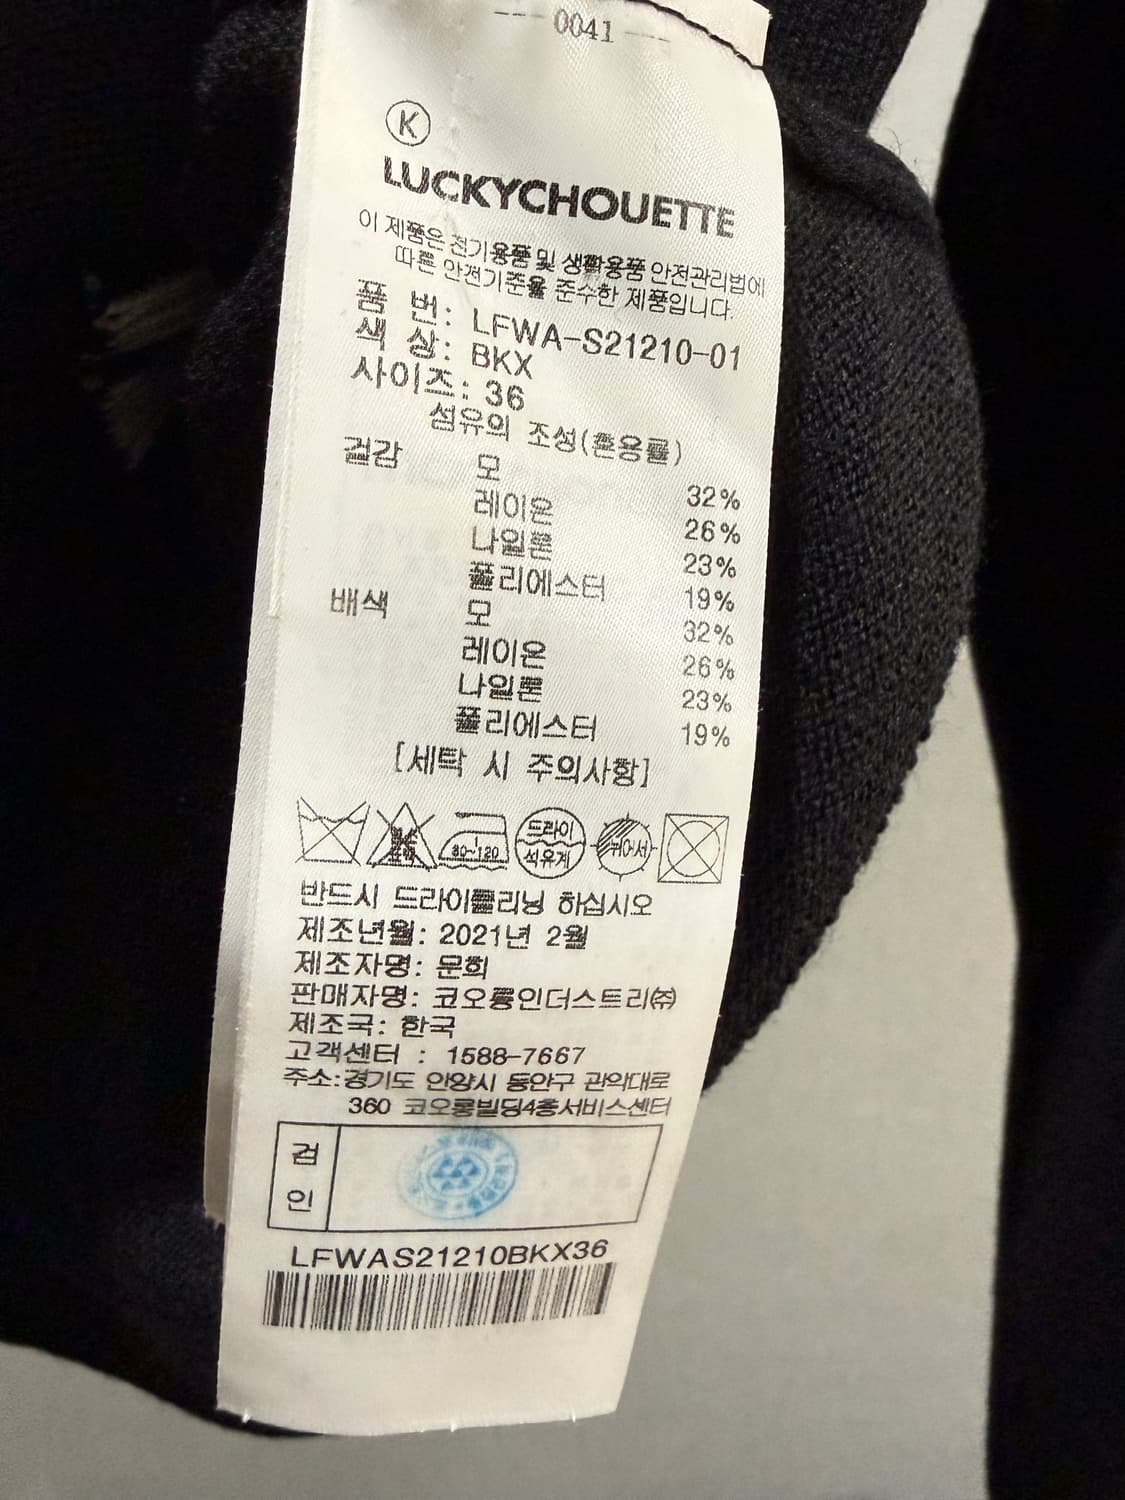 --- 0041 ---
K
LUCKYCHOUETTE
이 제품은 전기용품 및 생활용품 안전관리법에
따른 안전기준을 준수한 제품입니다.
품 번: LFWA-S21210-01
색 상: BKX
사이즈: 36
섬유의 조성(혼용률)
겉감 모 32%
레이온 26%
나일론 23%
폴리에스터 19%
배색 모 32%
레이온 26%
나일론 23%
폴리에스터 19%
[세탁 시 주의사항]
80~120 드라이 석유계 뉘어서
반드시 드라이클리닝 하십시오
제조년월: 2021년 2월
제조자명: 문희
판매자명: 코오롱인더스트리㈜
제조국: 한국
고객센터 : 1588-7667
주소:경기도 안양시 동안구 관악대로
360 코오롱빌딩4층서비스센터
검
인
LFWAS21210BKX36